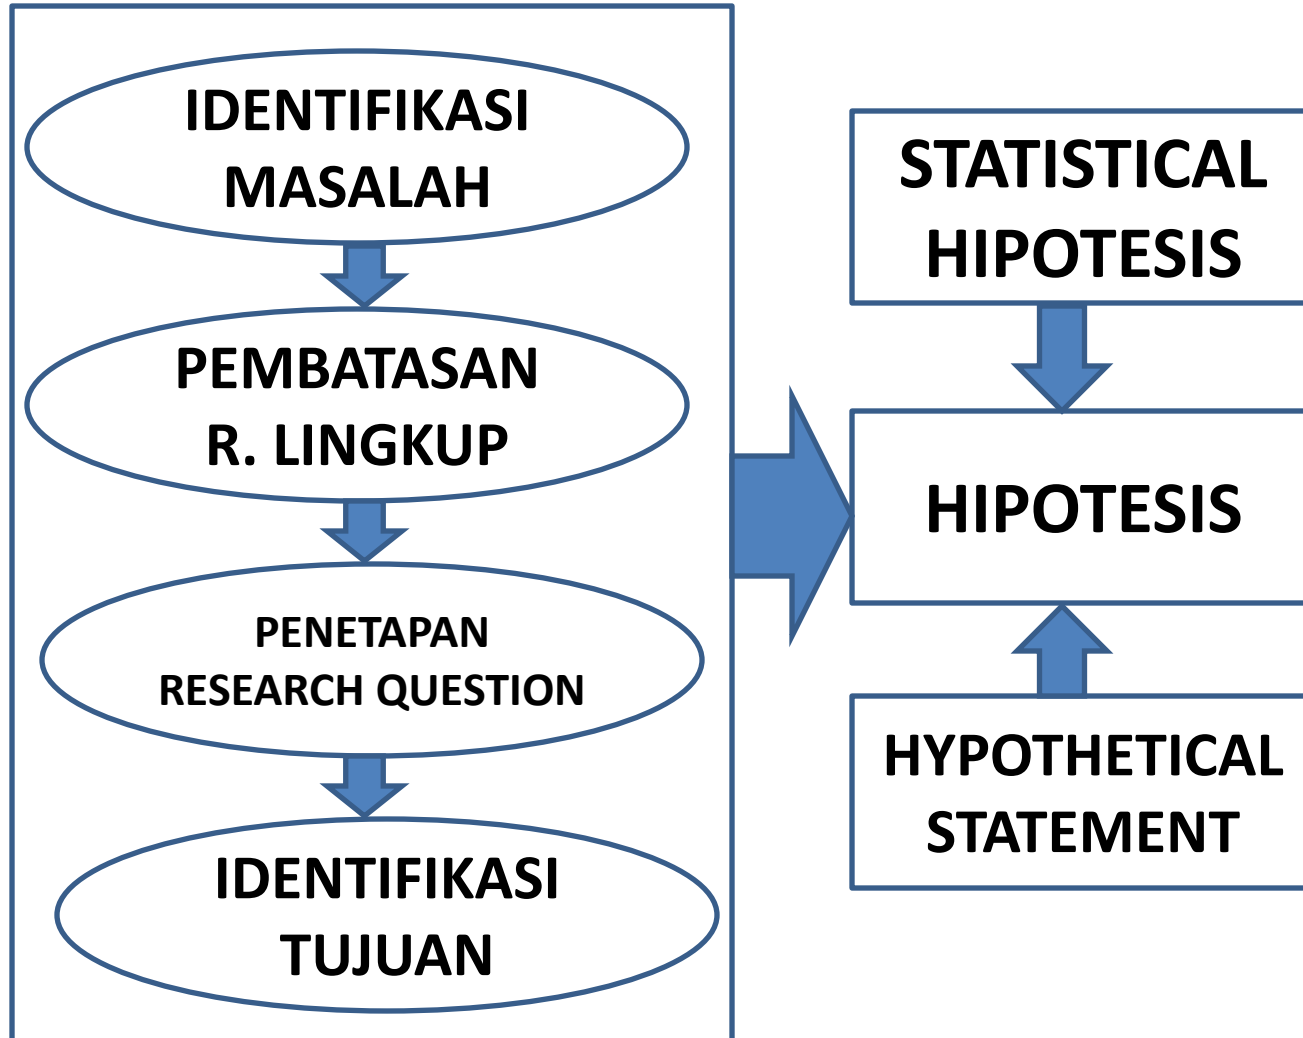 IDENTIFIKASI
MASALAH
PEMBATASAN
R. LINGKUP
PENETAPAN
RESEARCH QUESTION
IDENTIFIKASI
TUJUAN
STATISTICAL
HIPOTESIS
HIPOTESIS
HYPOTHETICAL
STATEMENT